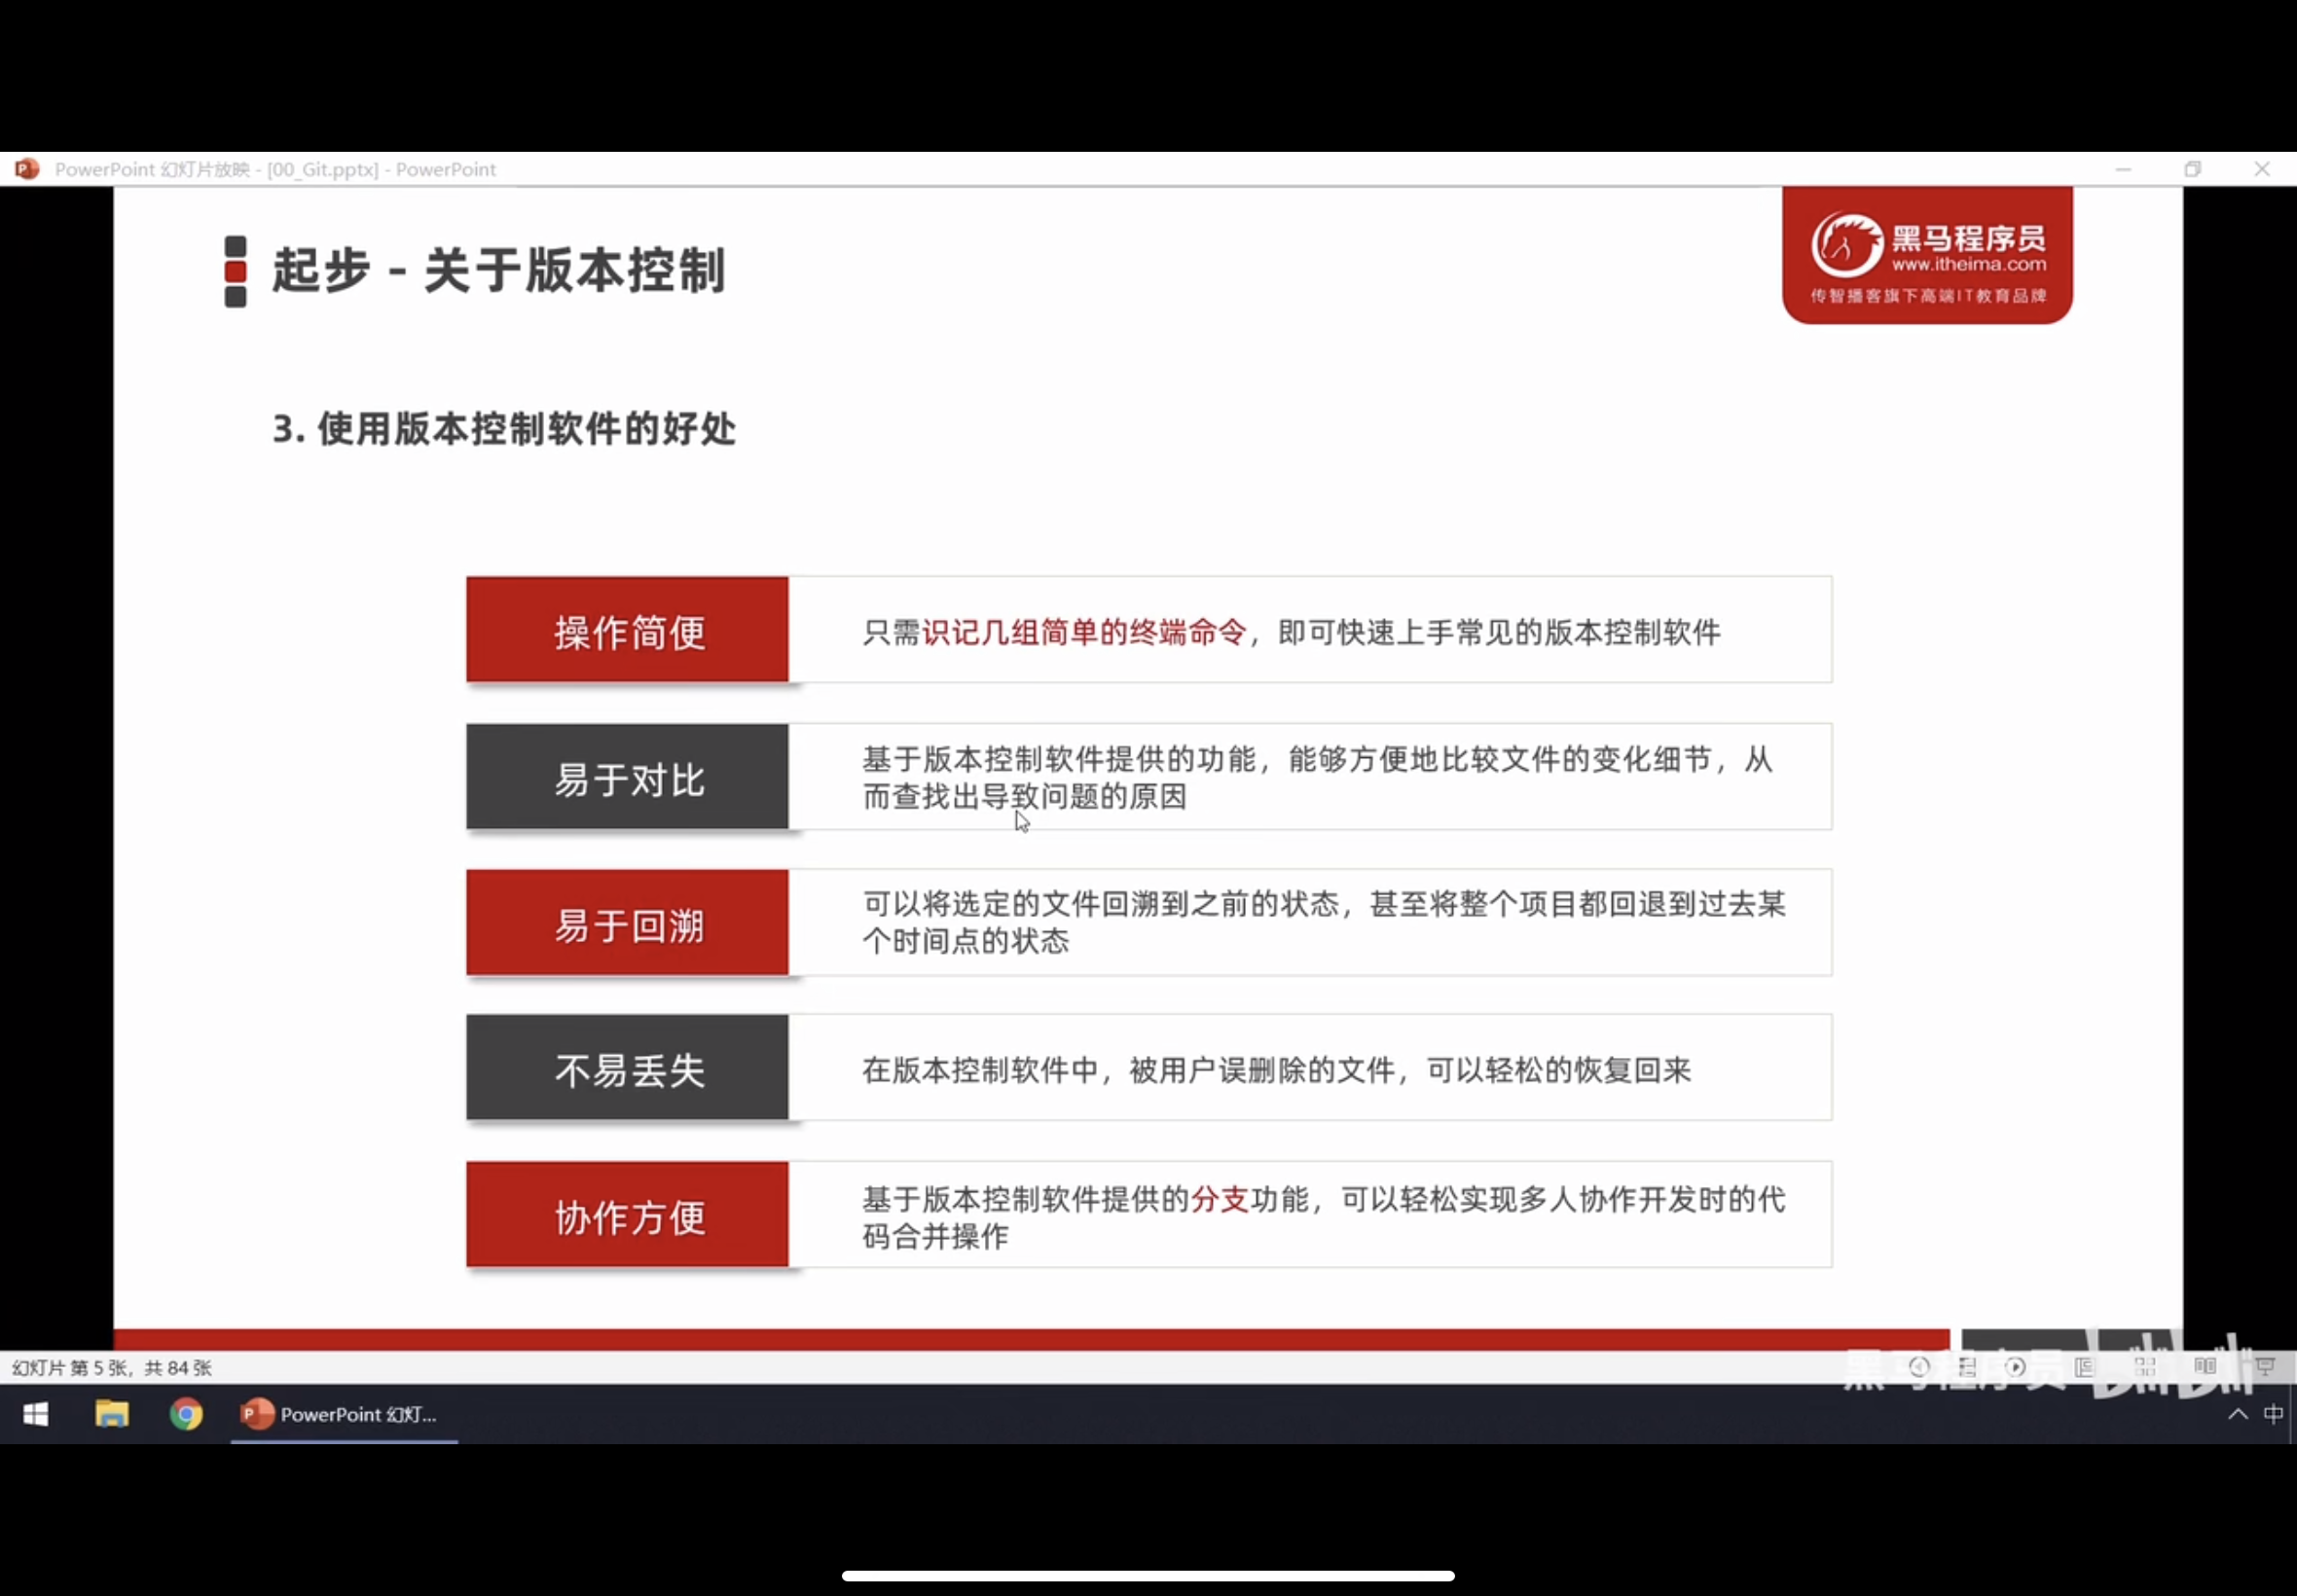 PowerPoint 幻灯片放映 - [00_Git.pptx] - PowerPoint
黑马程序员
www.itheima.com
传智播客旗下高端IT教育品牌
起步 - 关于版本控制
3. 使用版本控制软件的好处
操作简便
只需识记几组简单的终端命令，即可快速上手常见的版本控制软件
易于对比
基于版本控制软件提供的功能，能够方便地比较文件的变化细节，从
而查找出导致问题的原因
易于回溯
可以将选定的文件回溯到之前的状态，甚至将整个项目都回退到过去某
个时间点的状态
不易丢失
在版本控制软件中，被用户误删除的文件，可以轻松的恢复回来
协作方便
基于版本控制软件提供的分支功能，可以轻松实现多人协作开发时的代
码合并操作
幻灯片 第 5 张，共 84 张
黑马程序员 bilibili
PowerPoint 幻灯...
中